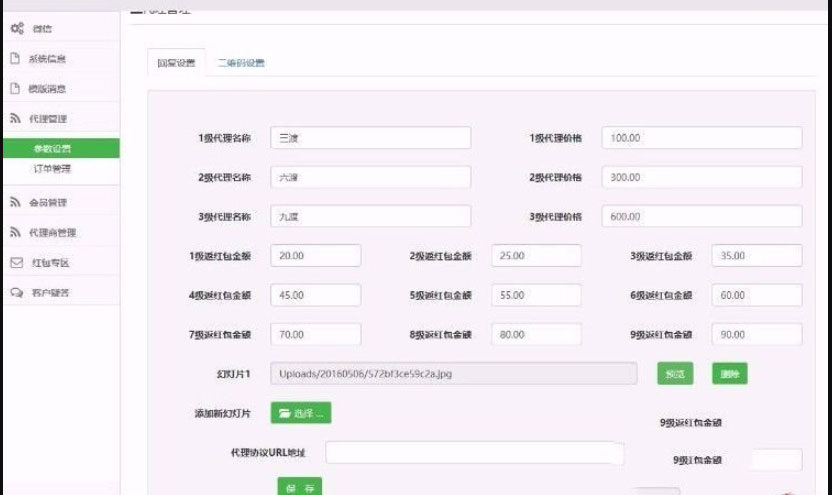 代理管理
微信
系统信息
模版消息
代理管理
参数设置
订单管理
会员管理
代理商管理
红包专区
客户疑答
回复设置 二维码设置
1级代理名称 三渡 1级代理价格 100.00
2级代理名称 六渡 2级代理价格 300.00
3级代理名称 九渡 3级代理价格 600.00
1级返红包金额 20.00 2级返红包金额 25.00 3级返红包金额 35.00
4级返红包金额 45.00 5级返红包金额 55.00 6级返红包金额 60.00
7级返红包金额 70.00 8级返红包金额 80.00 9级返红包金额 90.00
幻灯片1 Uploads/20160506/572bf3ce59c2a.jpg 预览 删除
添加新幻灯片 选择 ... 9级返红包金额
代理协议URL地址 9级红包金额
保 存